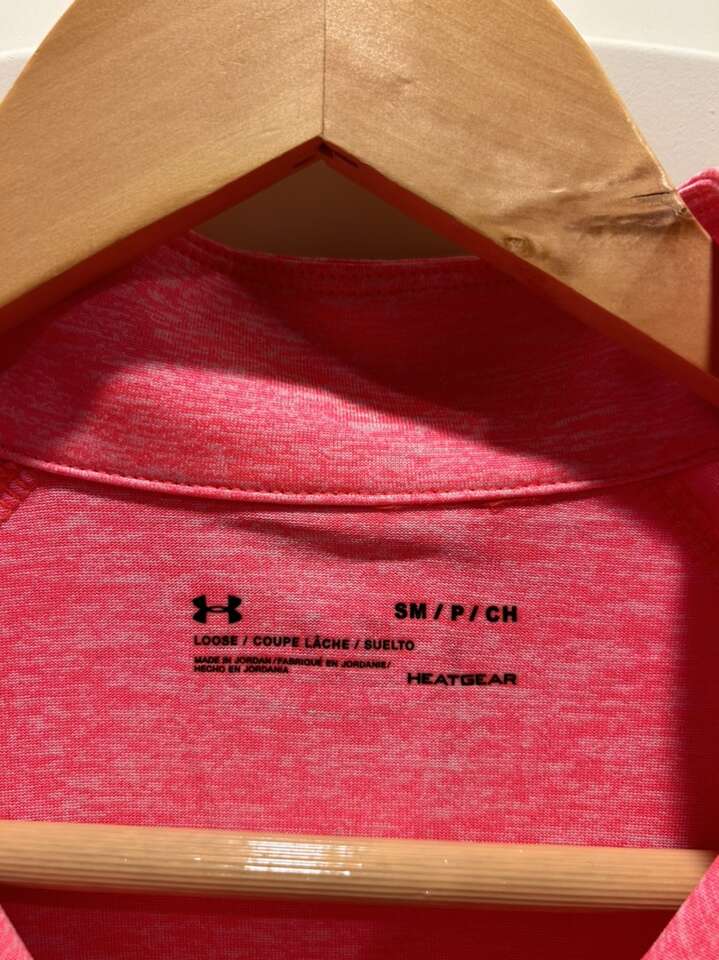 SM / P / CH
LOOSE / COUPE LÂCHE / SUELTO
MADE IN JORDAN / FABRIQUÉ EN JORDANIE /
HECHO EN JORDANIA
HEATGEAR